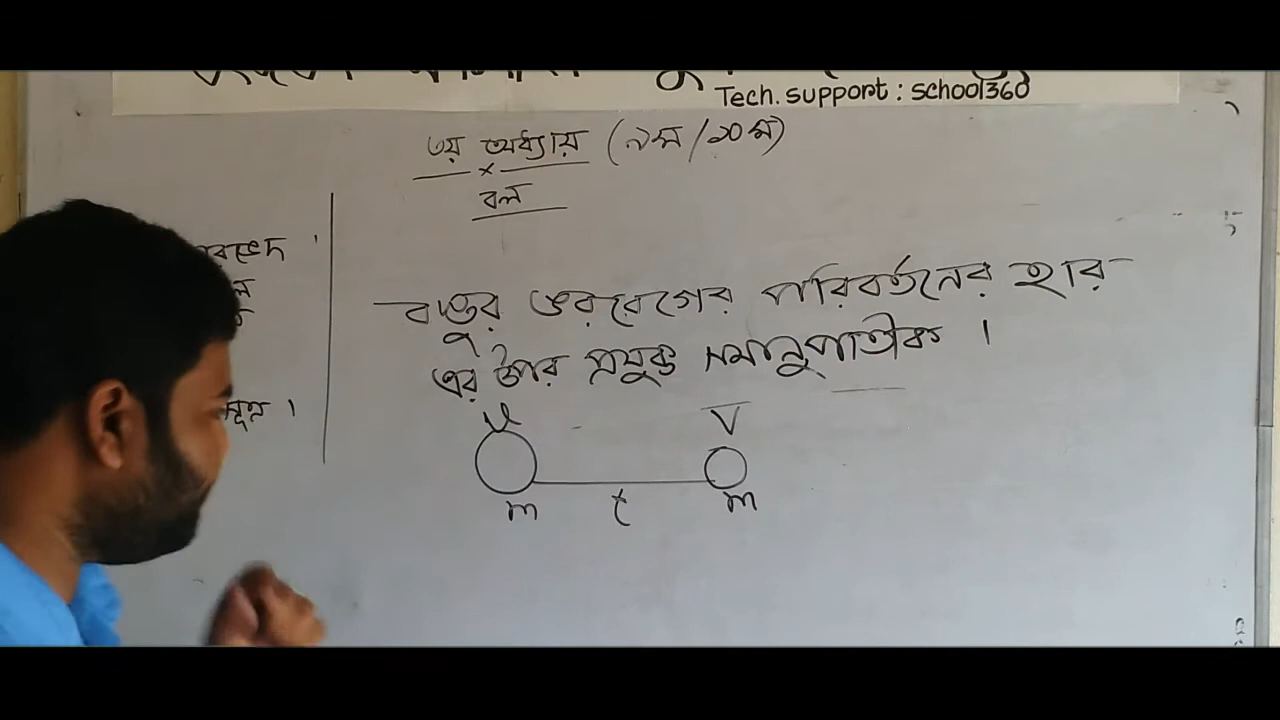 Tech. support : school360
৩য় অধ্যায় (৯ম/১০ম)
বল
বস্তুর ভরবেগের পরিবর্তনের হার
এর উপর প্রযুক্ত সমানুপাতিক ।
u
V
m
t
m